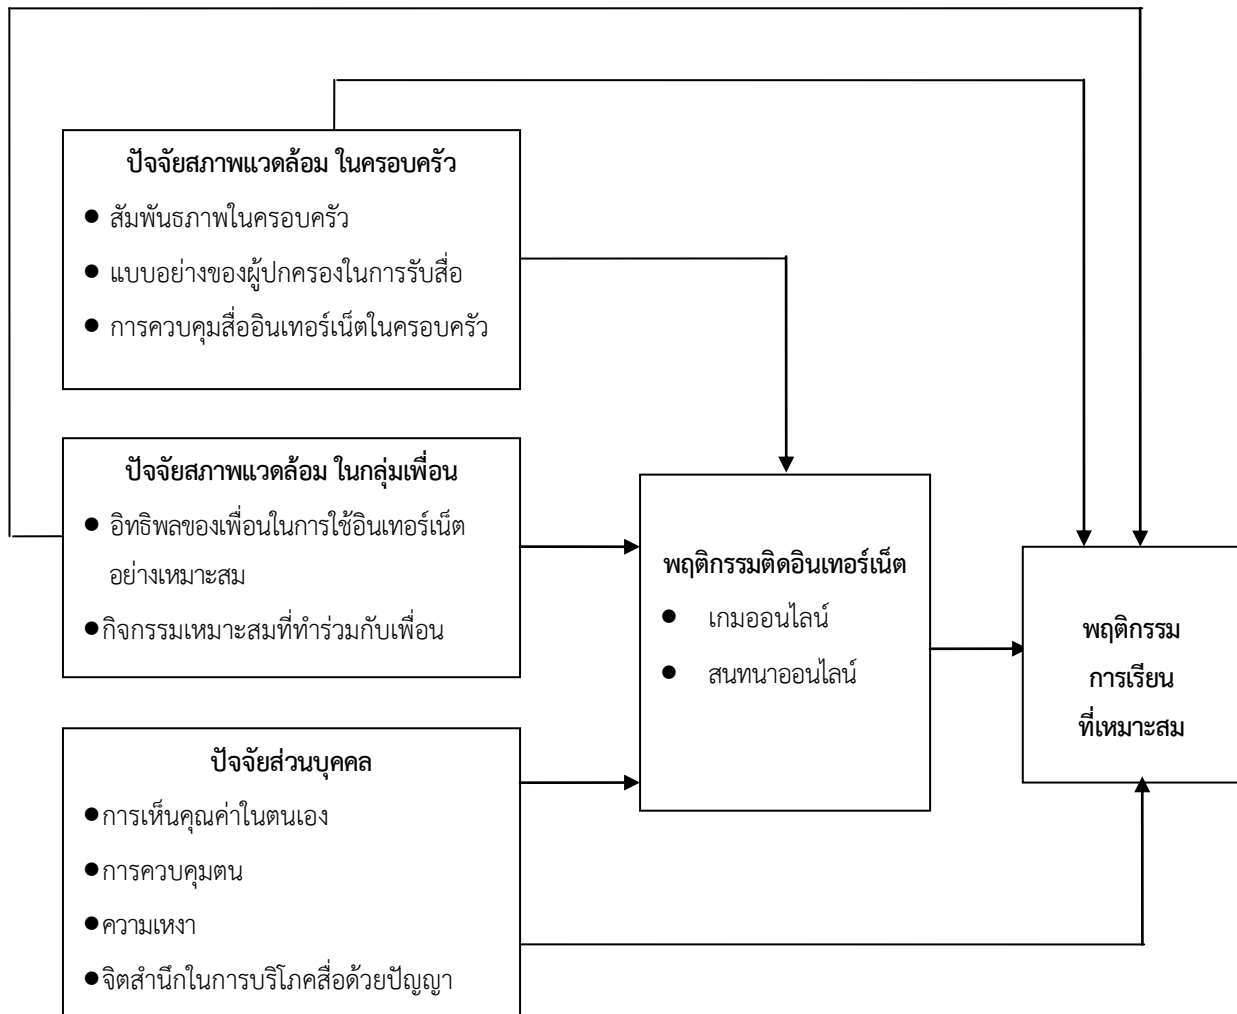 ปัจจัยสภาพแวดล้อม ในครอบครัว
● สัมพันธภาพในครอบครัว
● แบบอย่างของผู้ปกครองในการรับสื่อ
● การควบคุมสื่ออินเทอร์เน็ตในครอบครัว
ปัจจัยสภาพแวดล้อม ในกลุ่มเพื่อน
● อิทธิพลของเพื่อนในการใช้อินเทอร์เน็ต
อย่างเหมาะสม
● กิจกรรมเหมาะสมที่ทำร่วมกับเพื่อน
ปัจจัยส่วนบุคคล
● การเห็นคุณค่าในตนเอง
● การควบคุมตน
● ความเหงา
● จิตสำนึกในการบริโภคสื่อด้วยปัญญา
พฤติกรรมติดอินเทอร์เน็ต
● เกมออนไลน์
● สนทนาออนไลน์
พฤติกรรม
การเรียน
ที่เหมาะสม